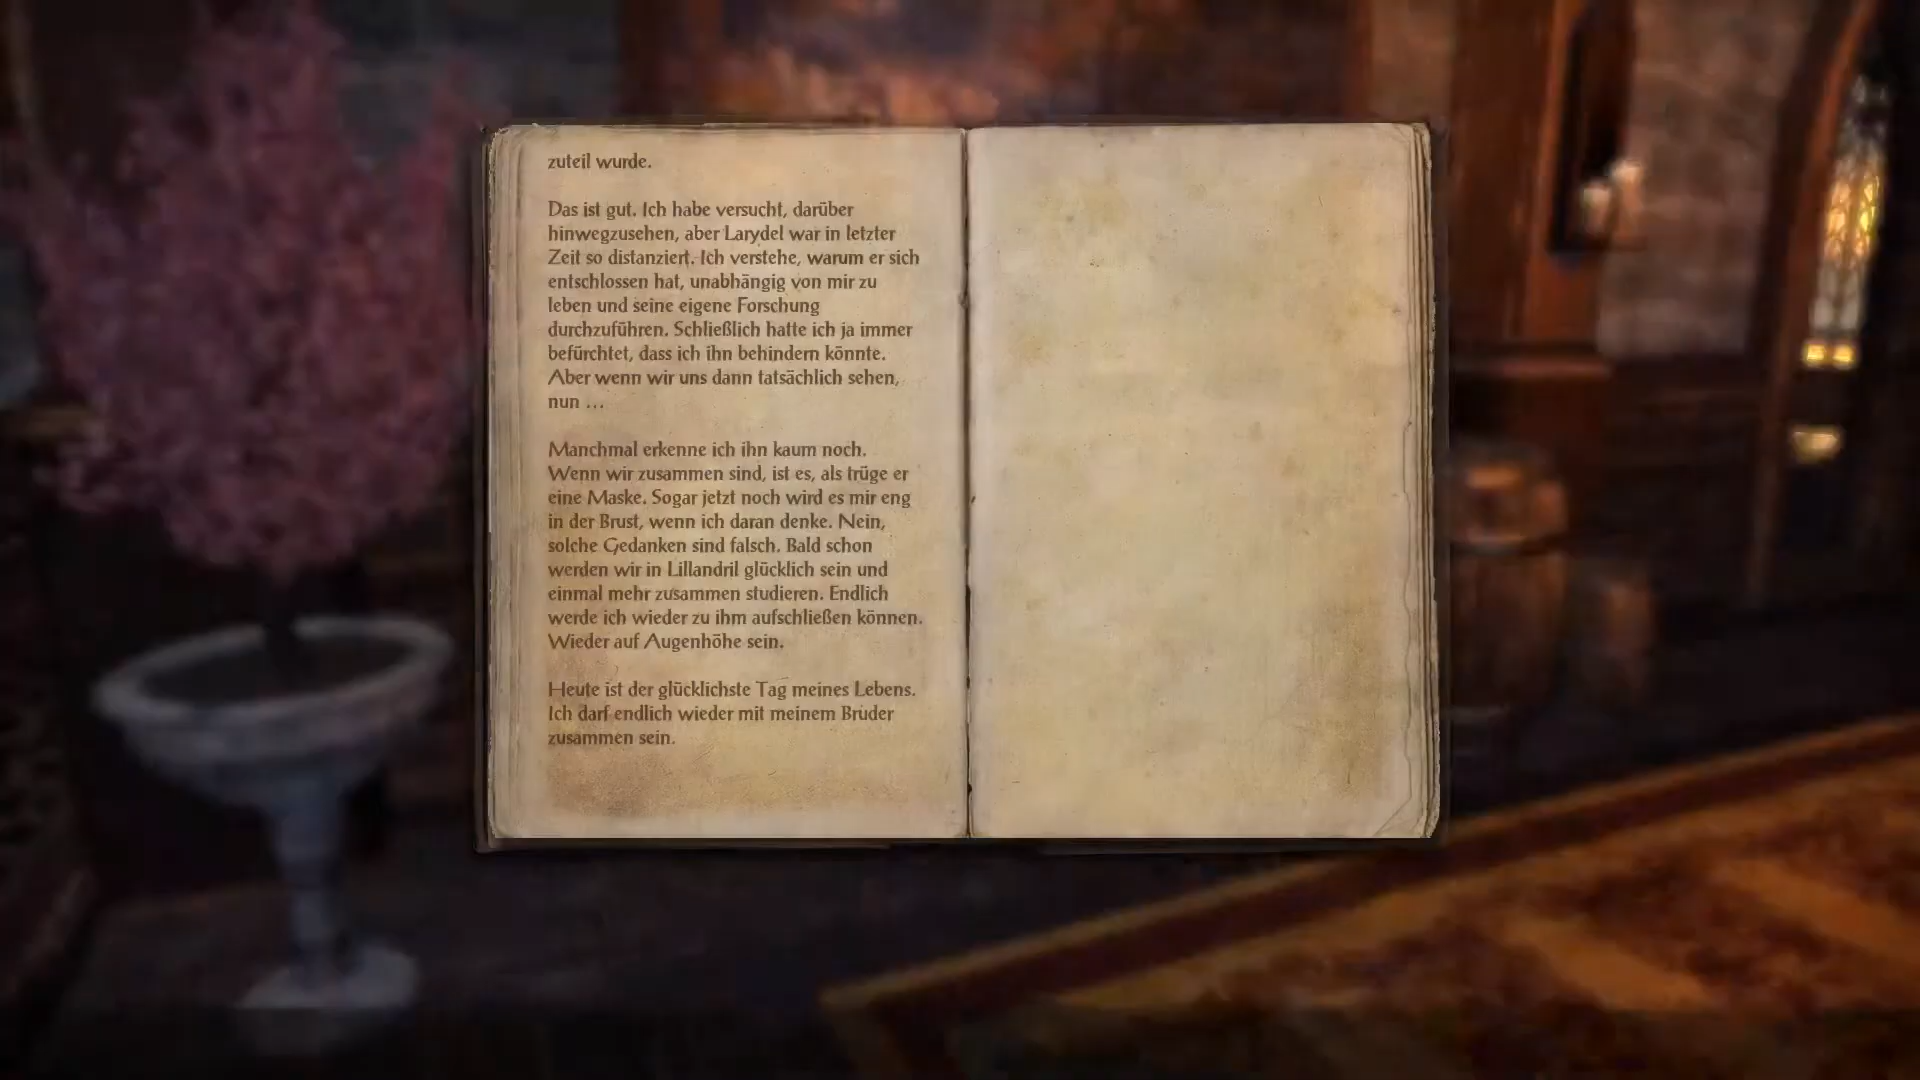 zuteil wurde.
Das ist gut. Ich habe versucht, darüber
hinwegzusehen, aber Larydel war in letzter
Zeit so distanziert. Ich verstehe, warum er sich
entschlossen hat, unabhängig von mir zu
leben und seine eigene Forschung
durchzuführen. Schließlich hatte ich ja immer
befürchtet, dass ich ihn behindern könnte.
Aber wenn wir uns dann tatsächlich sehen,
nun …
Manchmal erkenne ich ihn kaum noch.
Wenn wir zusammen sind, ist es, als trüge er
eine Maske. Sogar jetzt noch wird es mir eng
in der Brust, wenn ich daran denke. Nein,
solche Gedanken sind falsch. Bald schon
werden wir in Lillandril glücklich sein und
einmal mehr zusammen studieren. Endlich
werde ich wieder zu ihm aufschließen können.
Wieder auf Augenhöhe sein.
Heute ist der glücklichste Tag meines Lebens.
Ich darf endlich wieder mit meinem Bruder
zusammen sein.